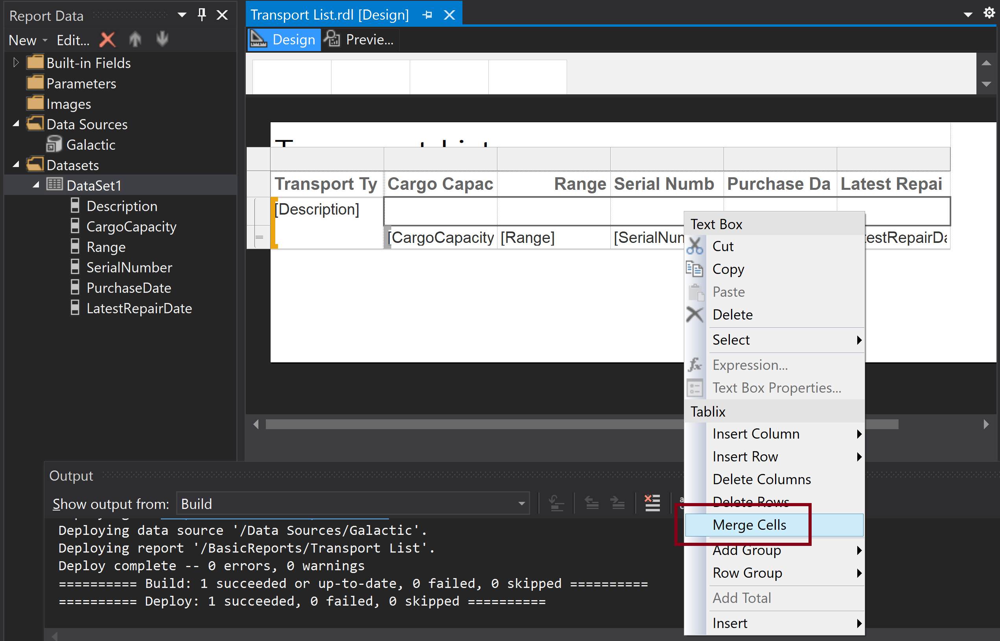 Report Data
New Edit...
Built-in Fields
Parameters
Images
Data Sources
Galactic
Datasets
DataSet1
Description
CargoCapacity
Range
SerialNumber
PurchaseDate
LatestRepairDate
Transport List.rdl [Design]
Design Previe...
Transport Ty Cargo Capac Range Serial Numb Purchase Da Latest Repai
[Description]
[CargoCapacity [Range] [SerialNum testRepairDa
Text Box
Cut
Copy
Paste
Delete
Select
Expression...
Text Box Properties...
Tablix
Insert Column
Insert Row
Delete Columns
Delete Rows
Merge Cells
Add Group
Row Group
Add Total
Insert
Output
Show output from: Build
Deploying data source '/Data Sources/Galactic'.
Deploying report '/BasicReports/Transport List'.
Deploy complete -- 0 errors, 0 warnings
========== Build: 1 succeeded or up-to-date, 0 failed, 0 skipped ==========
========== Deploy: 1 succeeded, 0 failed, 0 skipped ==========